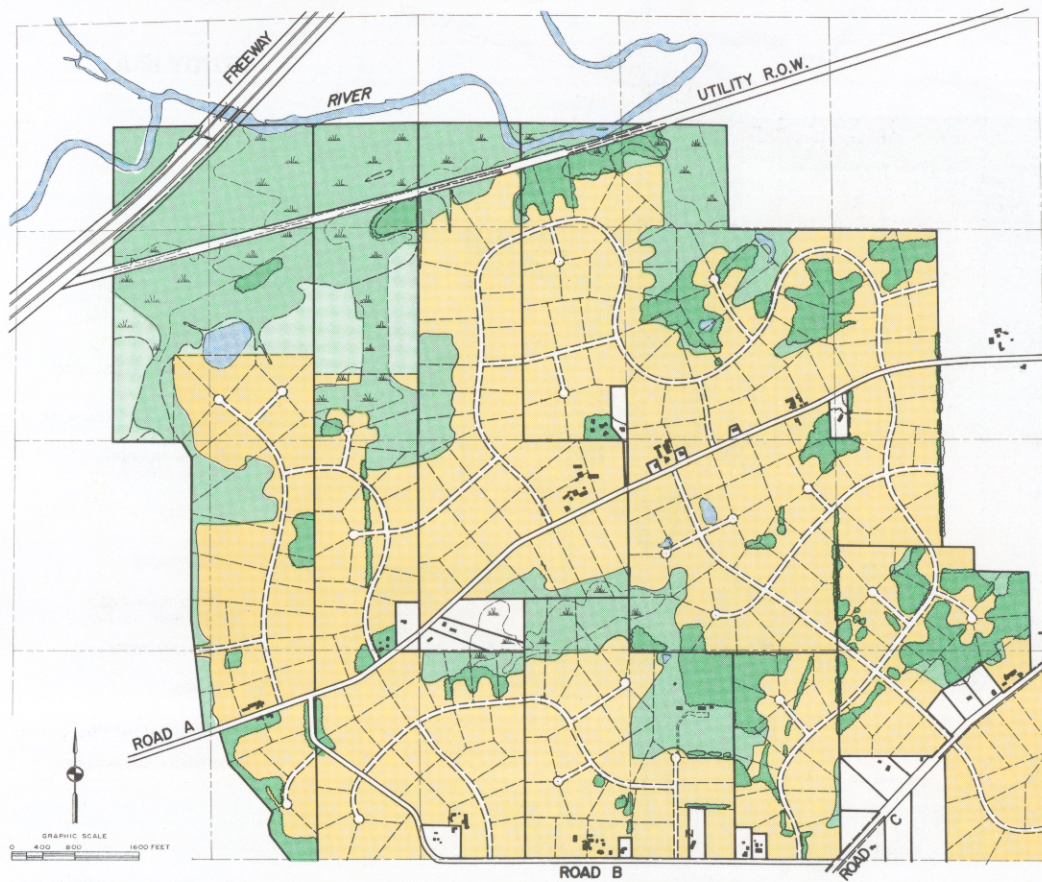 FREEWAY
RIVER
UTILITY R.O.W.
ROAD A
GRAPHIC SCALE
0 400 800 1600 FEET
ROAD B
ROAD C